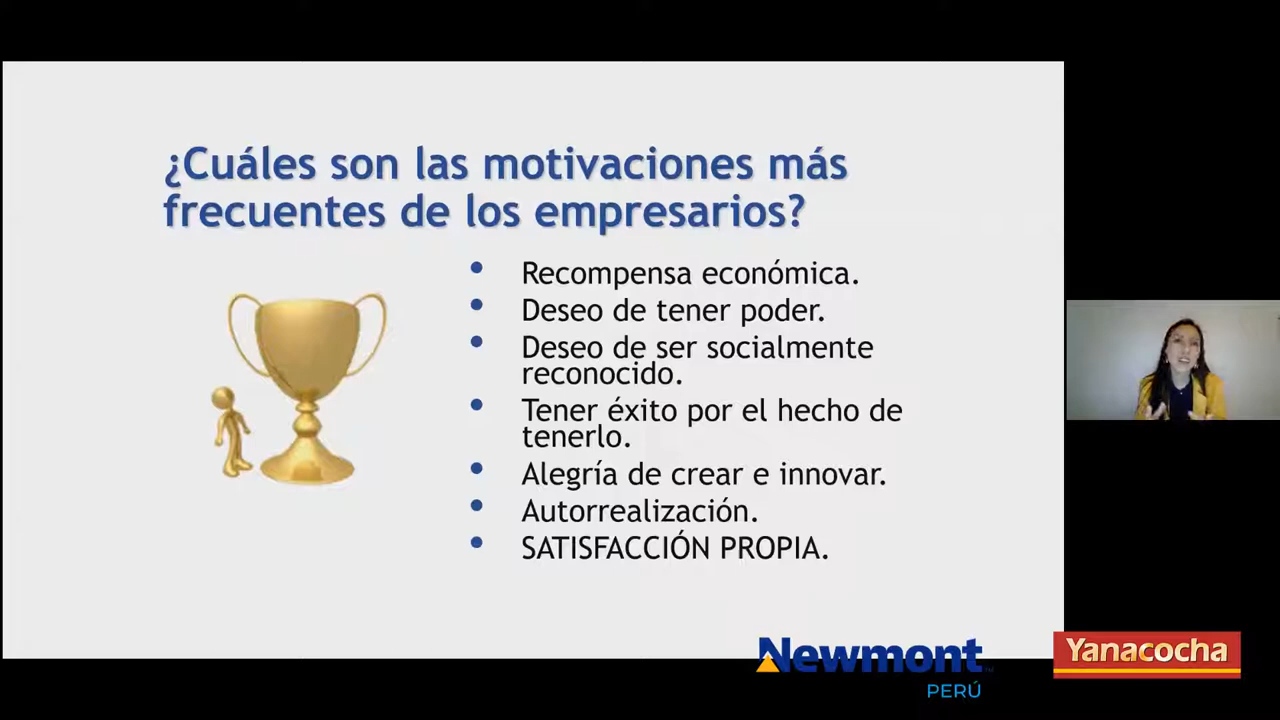 ¿Cuáles son las motivaciones más
frecuentes de los empresarios?
• Recompensa económica.
• Deseo de tener poder.
• Deseo de ser socialmente
reconocido.
• Tener éxito por el hecho de
tenerlo.
• Alegría de crear e innovar.
• Autorrealización.
• SATISFACCIÓN PROPIA.
Newmont
PERÚ
Yanacocha